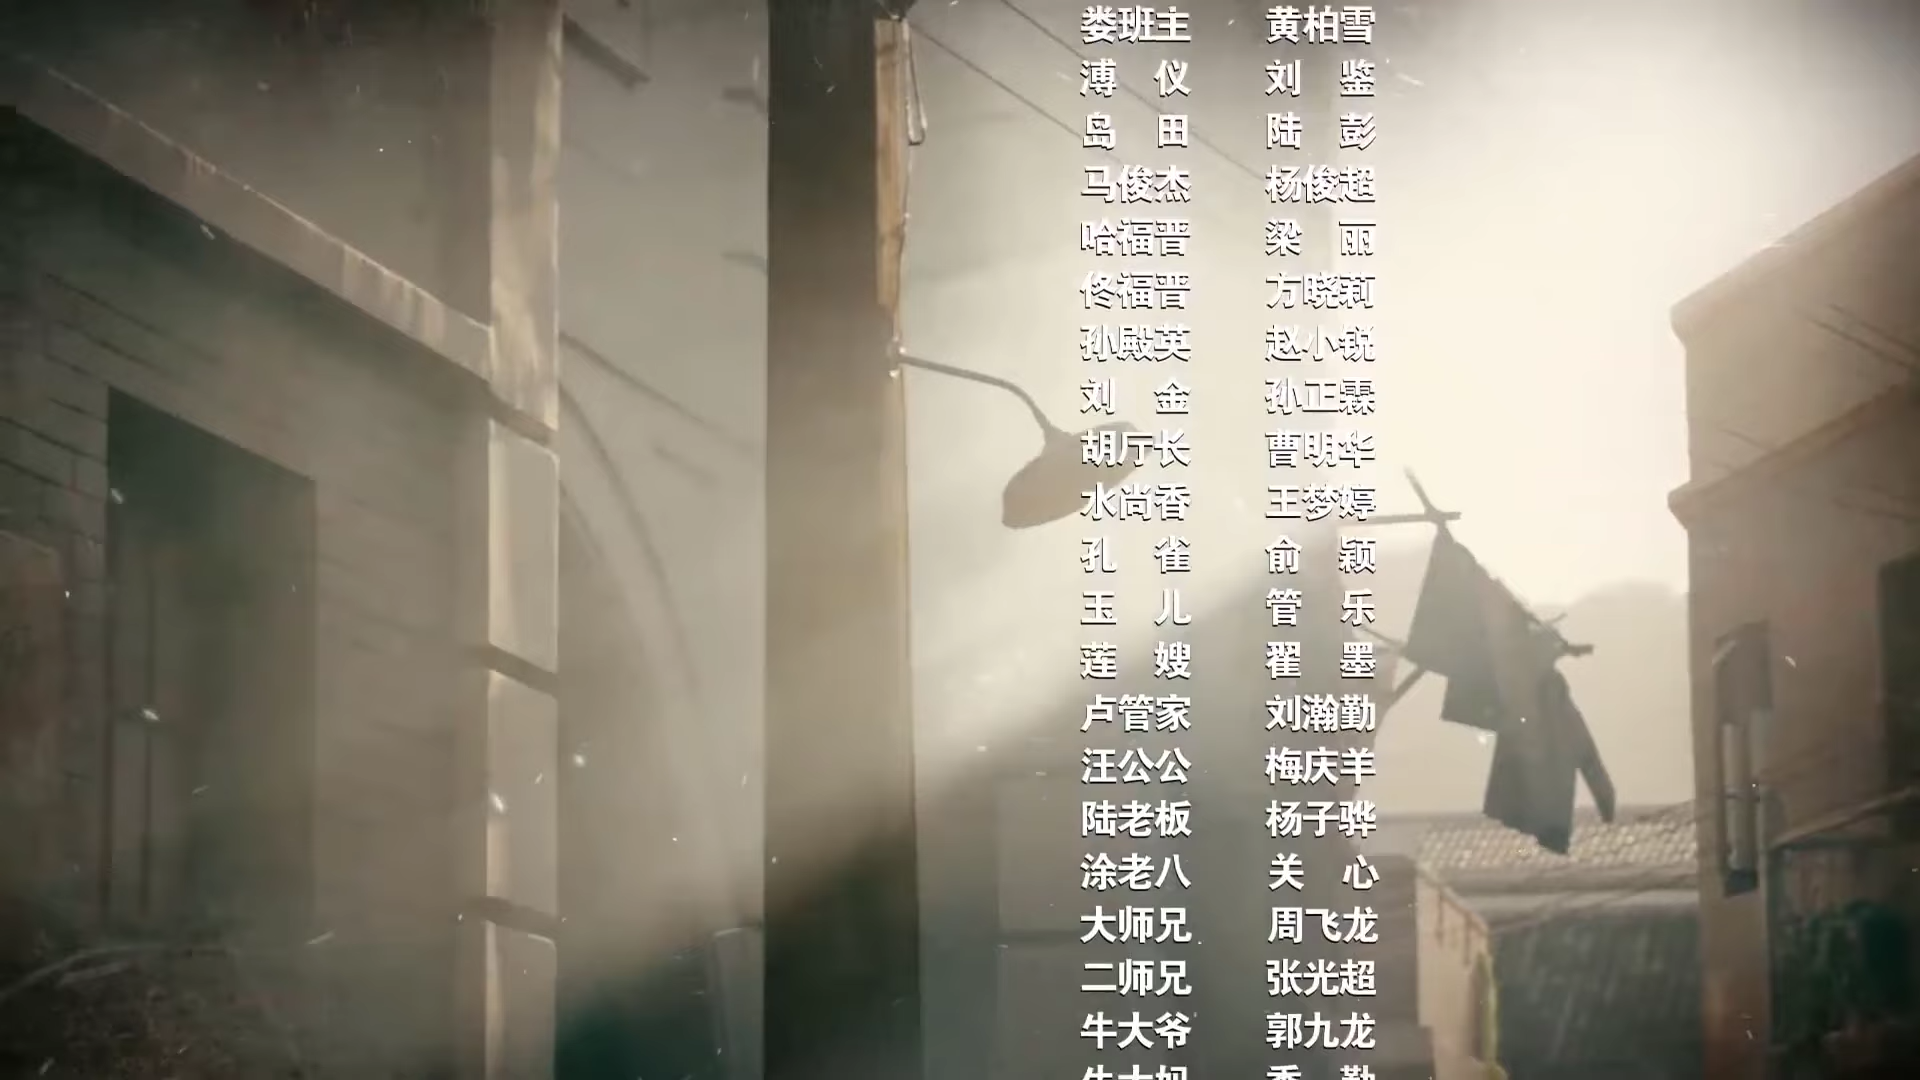 娄班主 黄柏雪
溥 仪 刘 鉴
岛 田 陆 彭
马俊杰 杨俊超
哈福晋 梁 丽
佟福晋 方晓莉
孙殿英 赵小锐
刘 金 孙正霖
胡厅长 曹明华
水尚香 王梦婷
孔 雀 俞 颖
玉 儿 管 乐
莲 嫂 翟 墨
卢管家 刘瀚勤
汪公公 梅庆羊
陆老板 杨子骅
涂老八 关 心
大师兄 周飞龙
二师兄 张光超
牛大爷 郭九龙